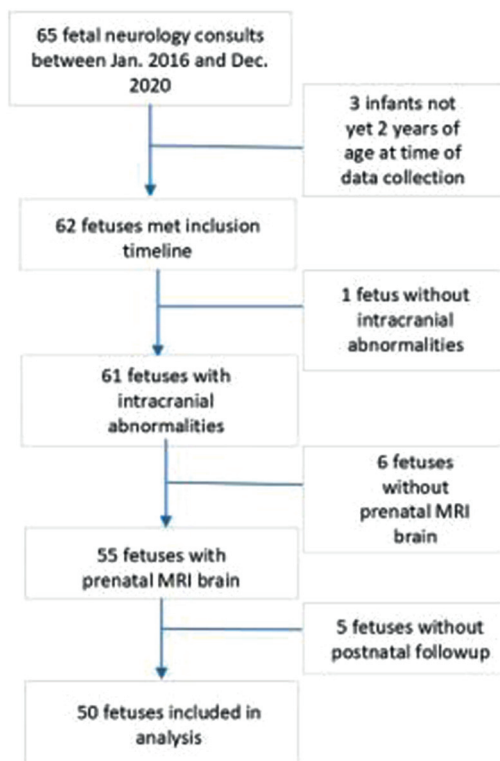 65 fetal neurology consults
between Jan. 2016 and Dec.
2020
3 infants not
yet 2 years of
age at time of
data collection
62 fetuses met inclusion
timeline
1 fetus without
intracranial
abnormalities
61 fetuses with
intracranial
abnormalities
6 fetuses
without
prenatal MRI
brain
55 fetuses with
prenatal MRI brain
5 fetuses without
postnatal followup
50 fetuses included in
analysis